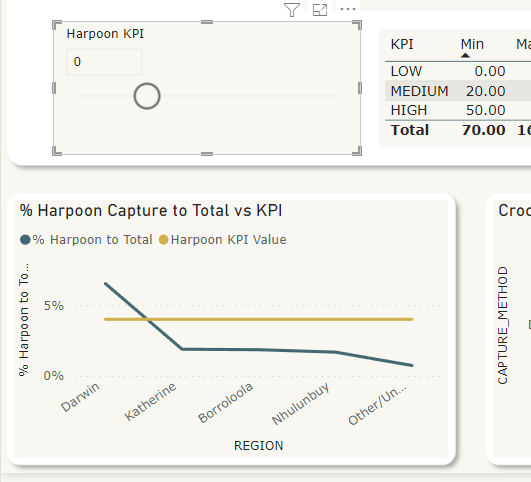 Harpoon KPI
0
KPI Min Ma
LOW 0.00
MEDIUM 20.00
HIGH 50.00
Total 70.00 16
% Harpoon Capture to Total vs KPI
% Harpoon to Total Harpoon KPI Value
% Harpoon to To...
5%
0%
Darwin
Katherine
Borroloola
Nhulunbuy
Other/Un...
REGION
Croc
CAPTURE_METHOD